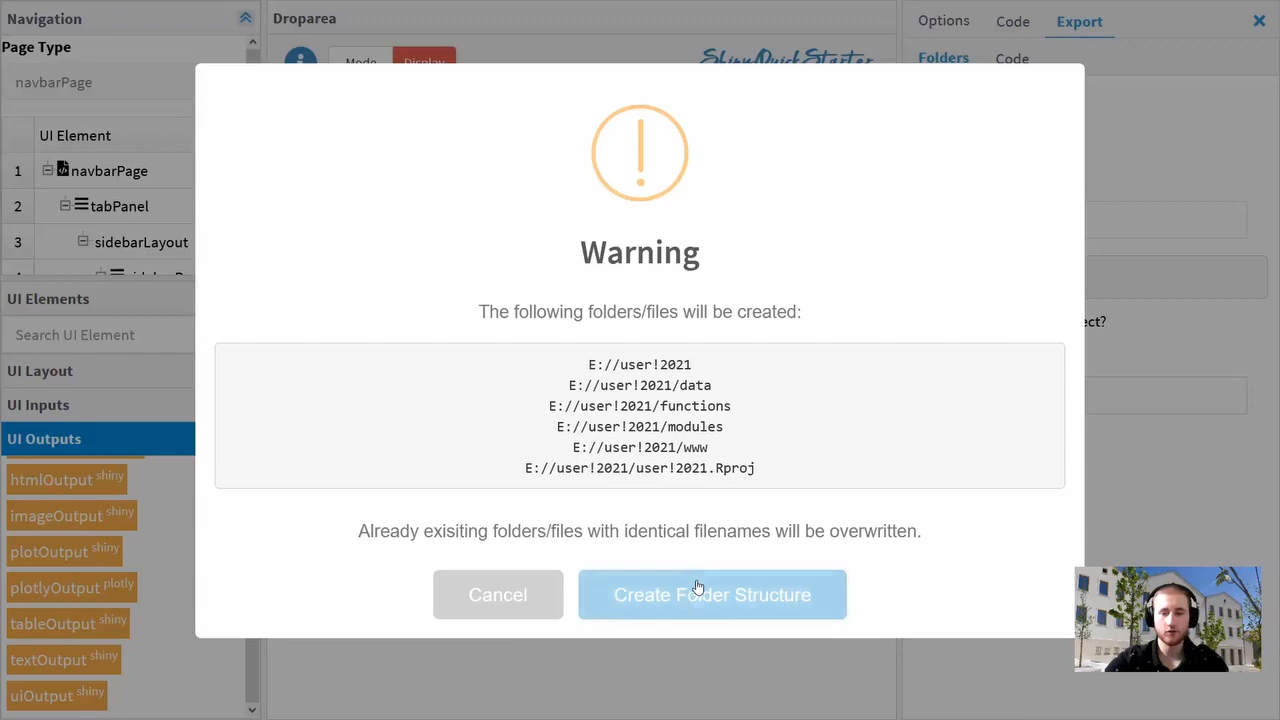 Navigation
Page Type
navbarPage
UI Element
1 navbarPage
2 tabPanel
3 sidebarLayout
UI Elements
Search UI Element
UI Layout
UI Inputs
UI Outputs
htmlOutput shiny
imageOutput shiny
plotOutput shiny
plotlyOutput plotly
tableOutput shiny
textOutput shiny
uiOutput shiny
Droparea
Mode Display
ShinyQuickStarter
Options Code Export
Folders Code
Warning
The following folders/files will be created:
E://user!2021
E://user!2021/data
E://user!2021/functions
E://user!2021/modules
E://user!2021/www
E://user!2021/user!2021.Rproj
Already exisiting folders/files with identical filenames will be overwritten.
Cancel Create Folder Structure